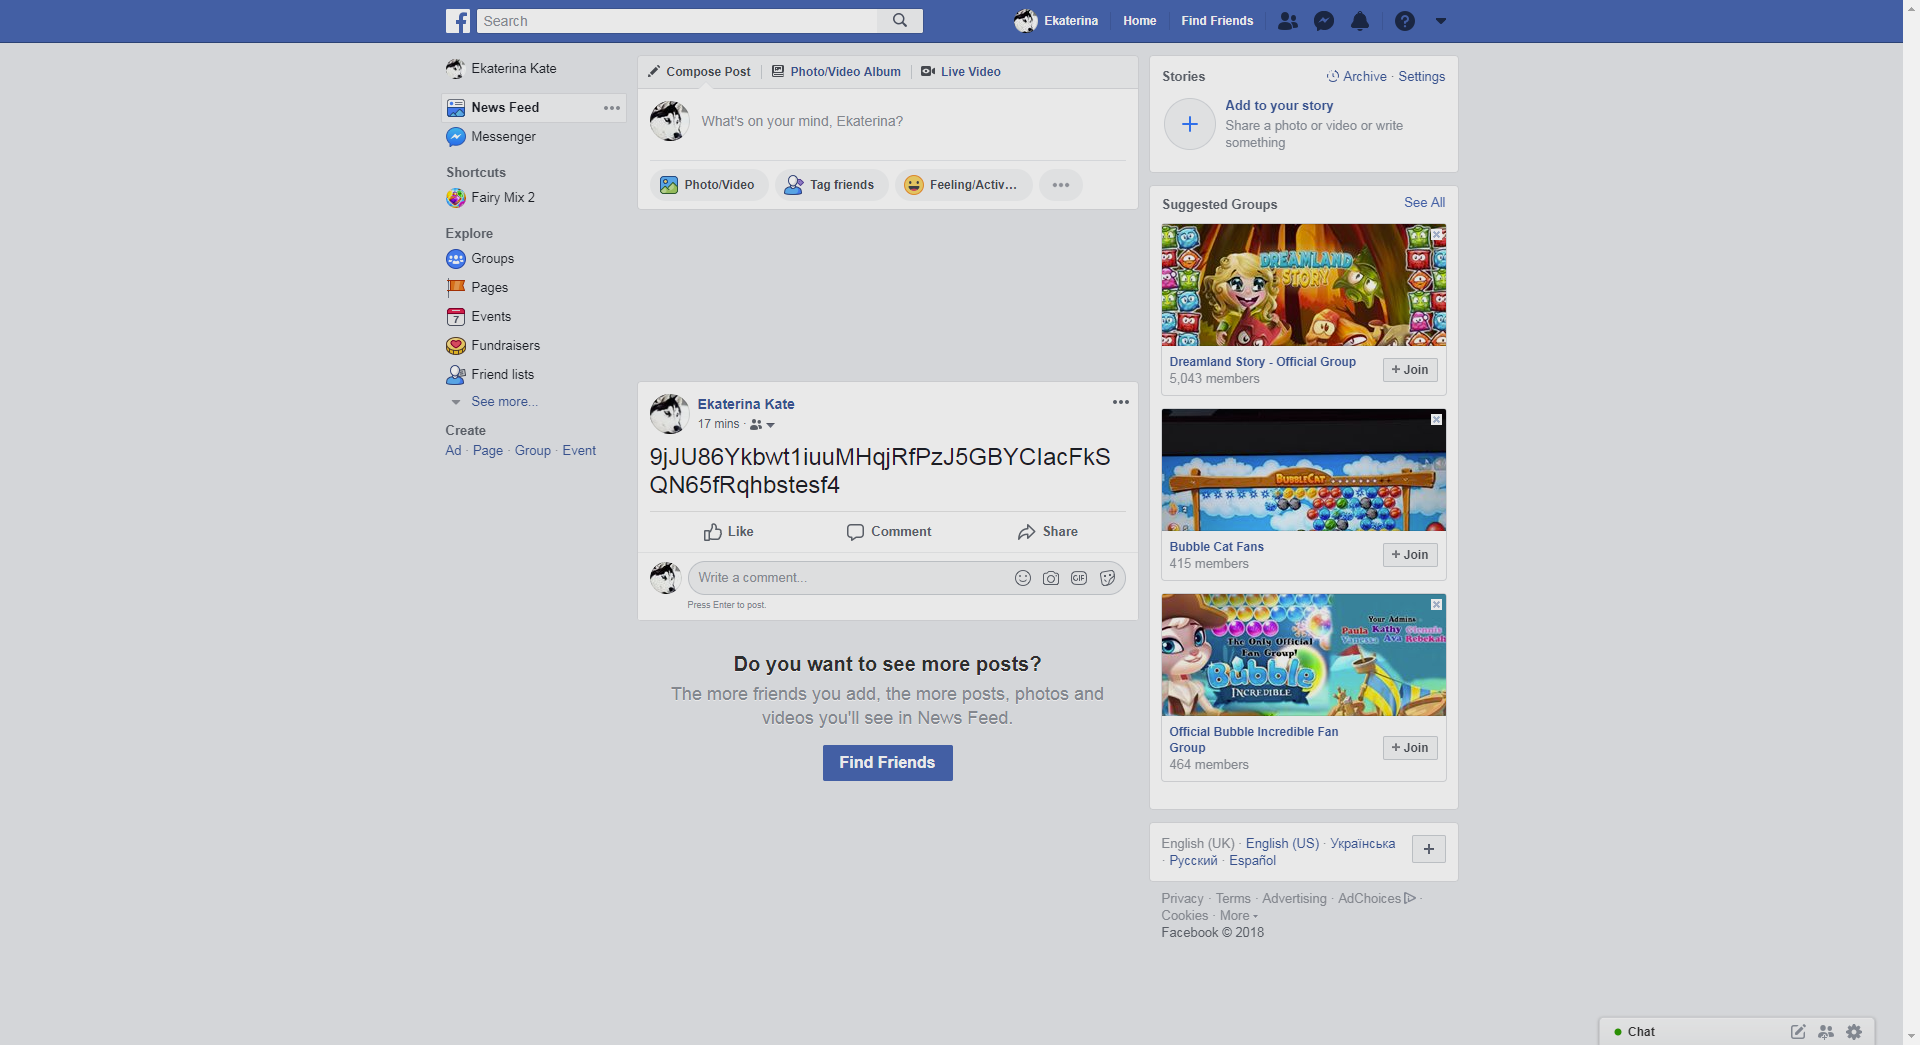 Search
Ekaterina
Home
Find Friends
Ekaterina Kate
News Feed
Messenger
Shortcuts
Fairy Mix 2
Explore
Groups
Pages
7
Events
Fundraisers
Friend lists
See more...
Create
Ad · Page · Group · Event
Compose Post
Photo/Video Album
Live Video
What's on your mind, Ekaterina?
Photo/Video
Tag friends
Feeling/Activ...
Ekaterina Kate
17 mins ·
9jJU86Ykbwt1iuuMHqjRfPzJ5GBYCIacFkS
QN65fRqhbstesf4
Like
Comment
Share
Write a comment...
GIF
Press Enter to post.
Do you want to see more posts?
The more friends you add, the more posts, photos and
videos you'll see in News Feed.
Find Friends
Stories
Archive · Settings
Add to your story
Share a photo or video or write
something
Suggested Groups
See All
DREAMLAND
STORY
Dreamland Story - Official Group
5,043 members
+ Join
BUBBLE CAT
Bubble Cat Fans
415 members
+ Join
Your Admins
Paula Kathy Glennis
Vanessa Ava Rebekah
The Only Official
Fan Group!
Bubble
INCREDIBLE
Official Bubble Incredible Fan
Group
464 members
+ Join
English (UK) · English (US) · Українська
· Русский · Español
+
Privacy · Terms · Advertising · AdChoices ·
Cookies · More
Facebook © 2018
Chat